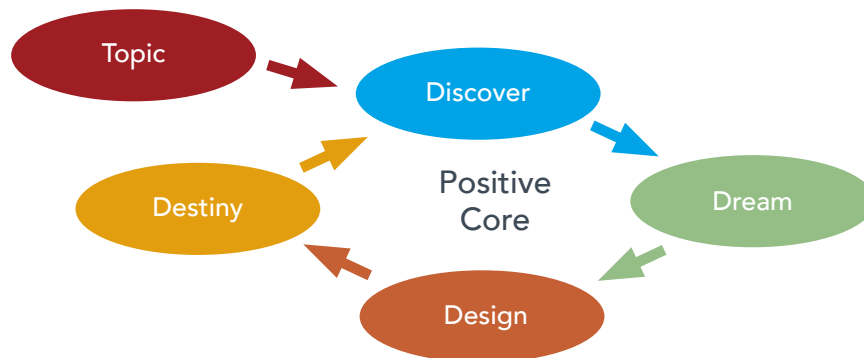 Topic
Discover
Positive
Core
Dream
Destiny
Design